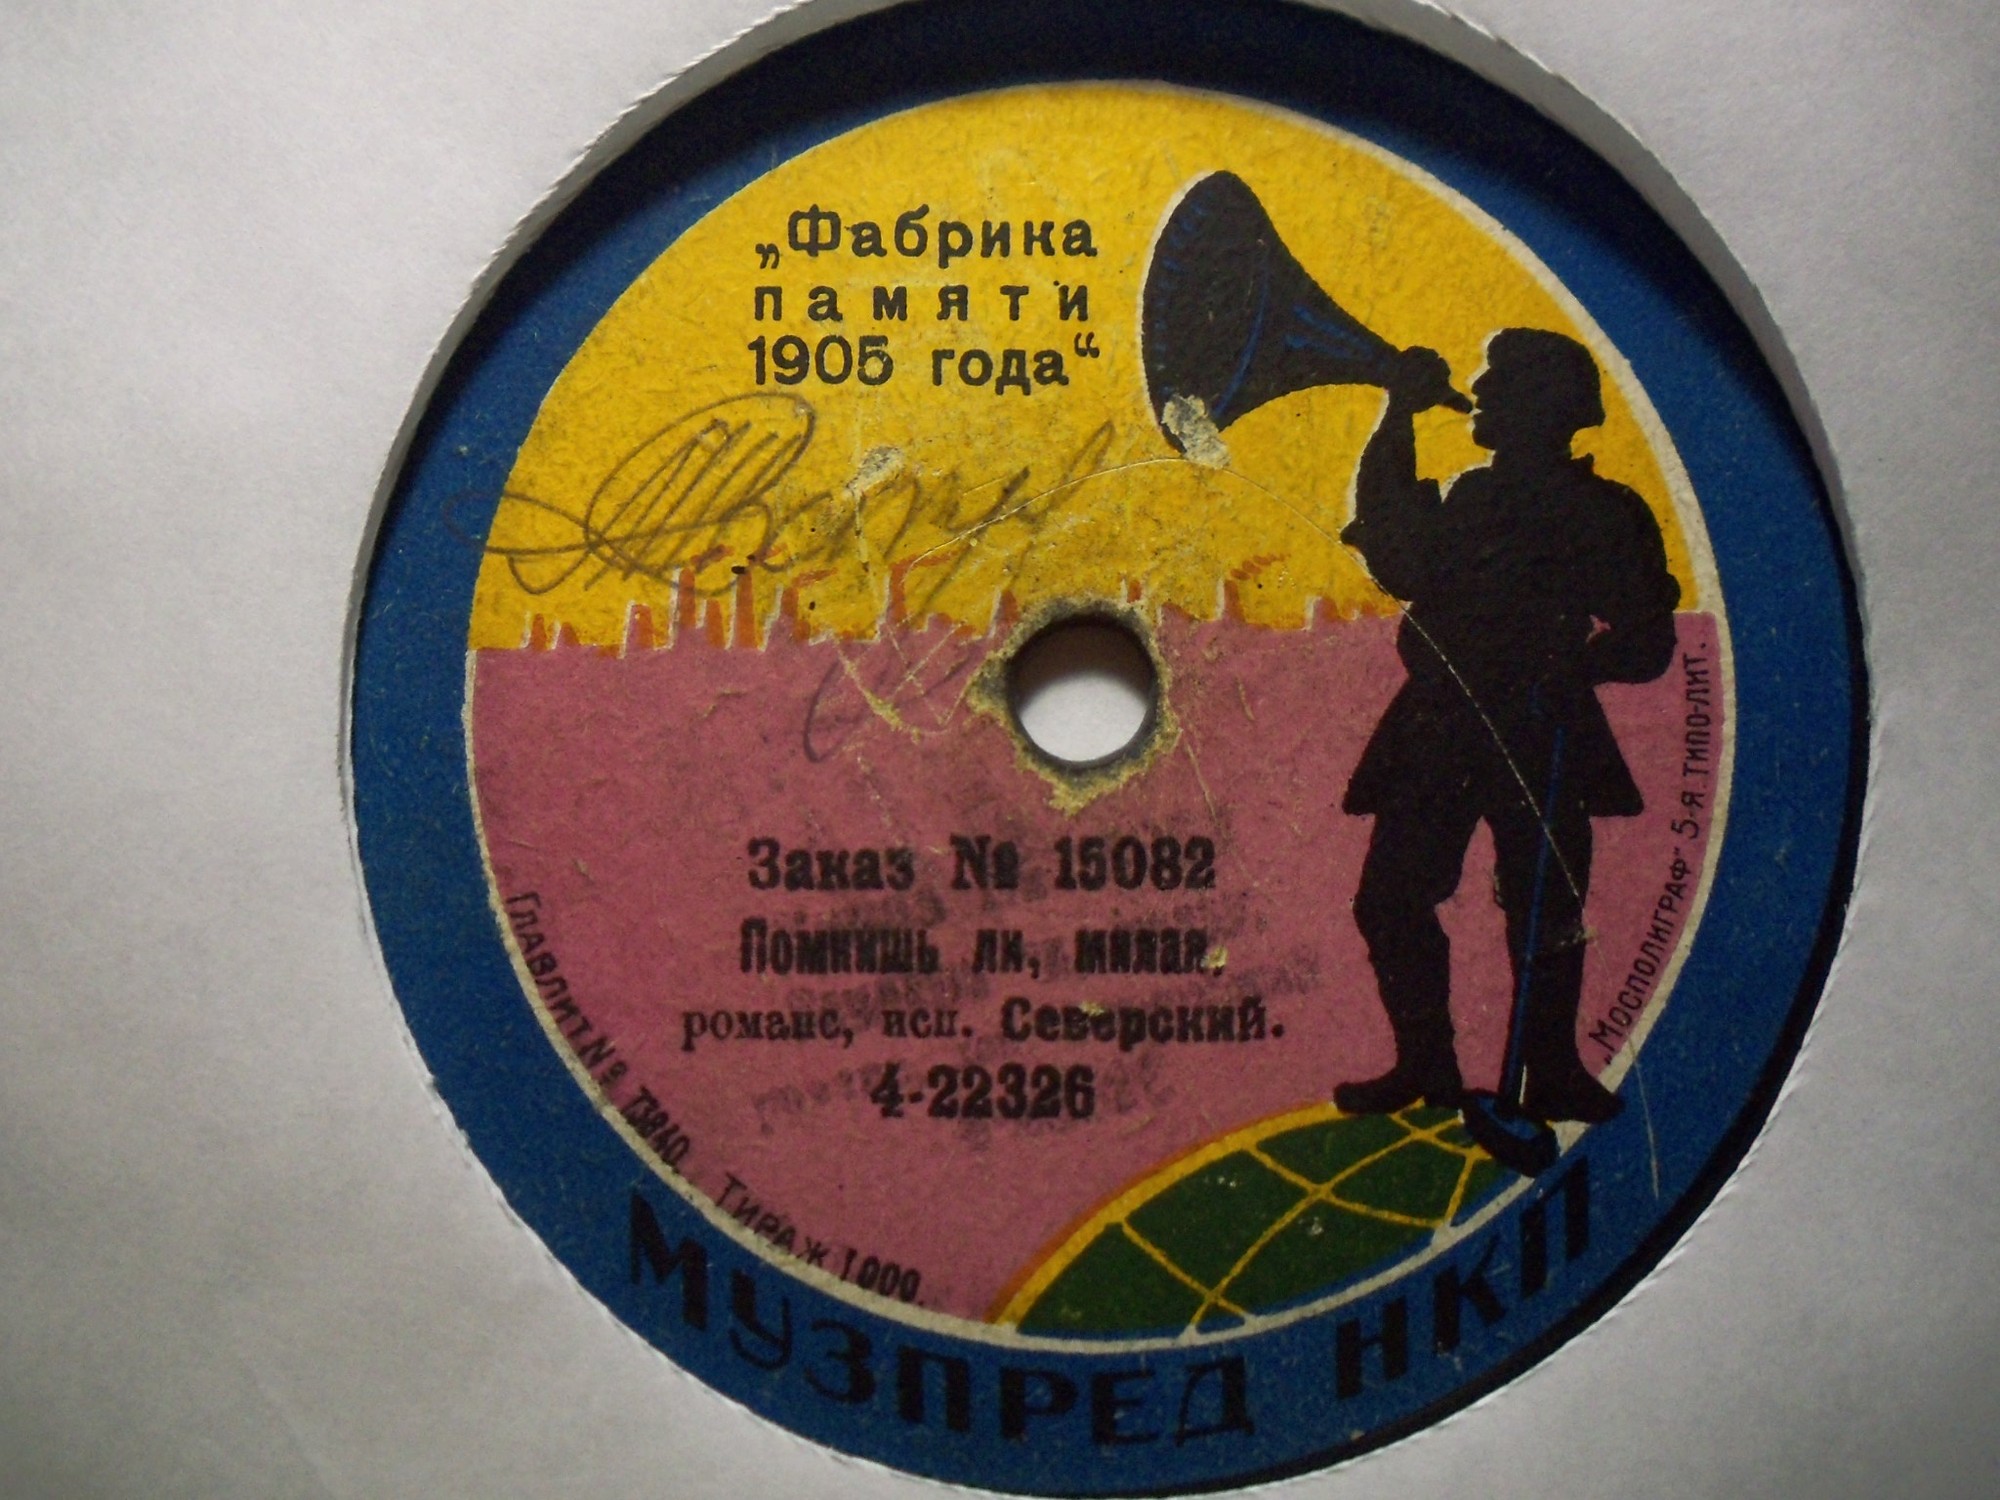 „Фабрика
памяти
1905 года“
Заказ № 15082
Помнишь ли, милая,
романс, исп. Северский.
4-22326
ГЛАВЛИТ № 73840. ТИРАЖ 1000.
„МОСПОЛИГРАФ“ 5-Я ТИПО-ЛИТ.
МУЗПРЕД НКП